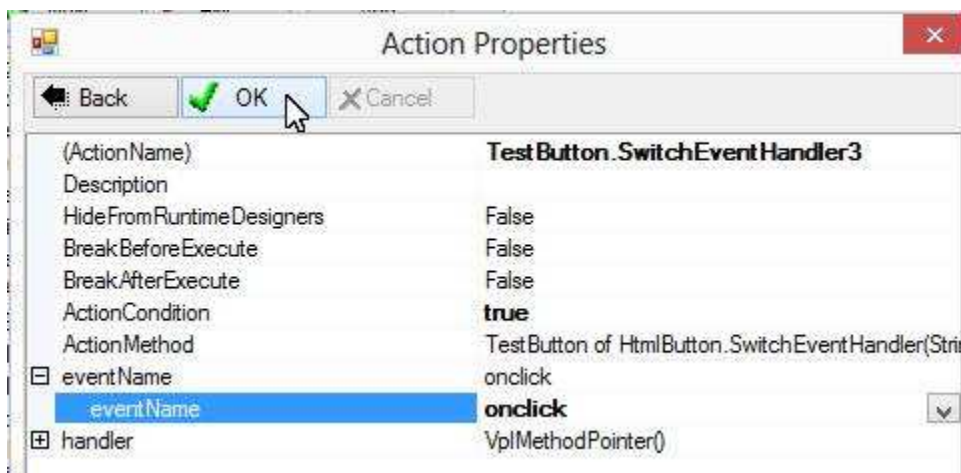 Action Properties
Back OK Cancel
(ActionName) TestButton.SwitchEventHandler3
Description
HideFromRuntimeDesigners False
BreakBeforeExecute False
BreakAfterExecute False
ActionCondition true
ActionMethod TestButton of HtmlButton.SwitchEventHandler(Stri
eventName onclick
eventName onclick
handler VplMethodPointer()